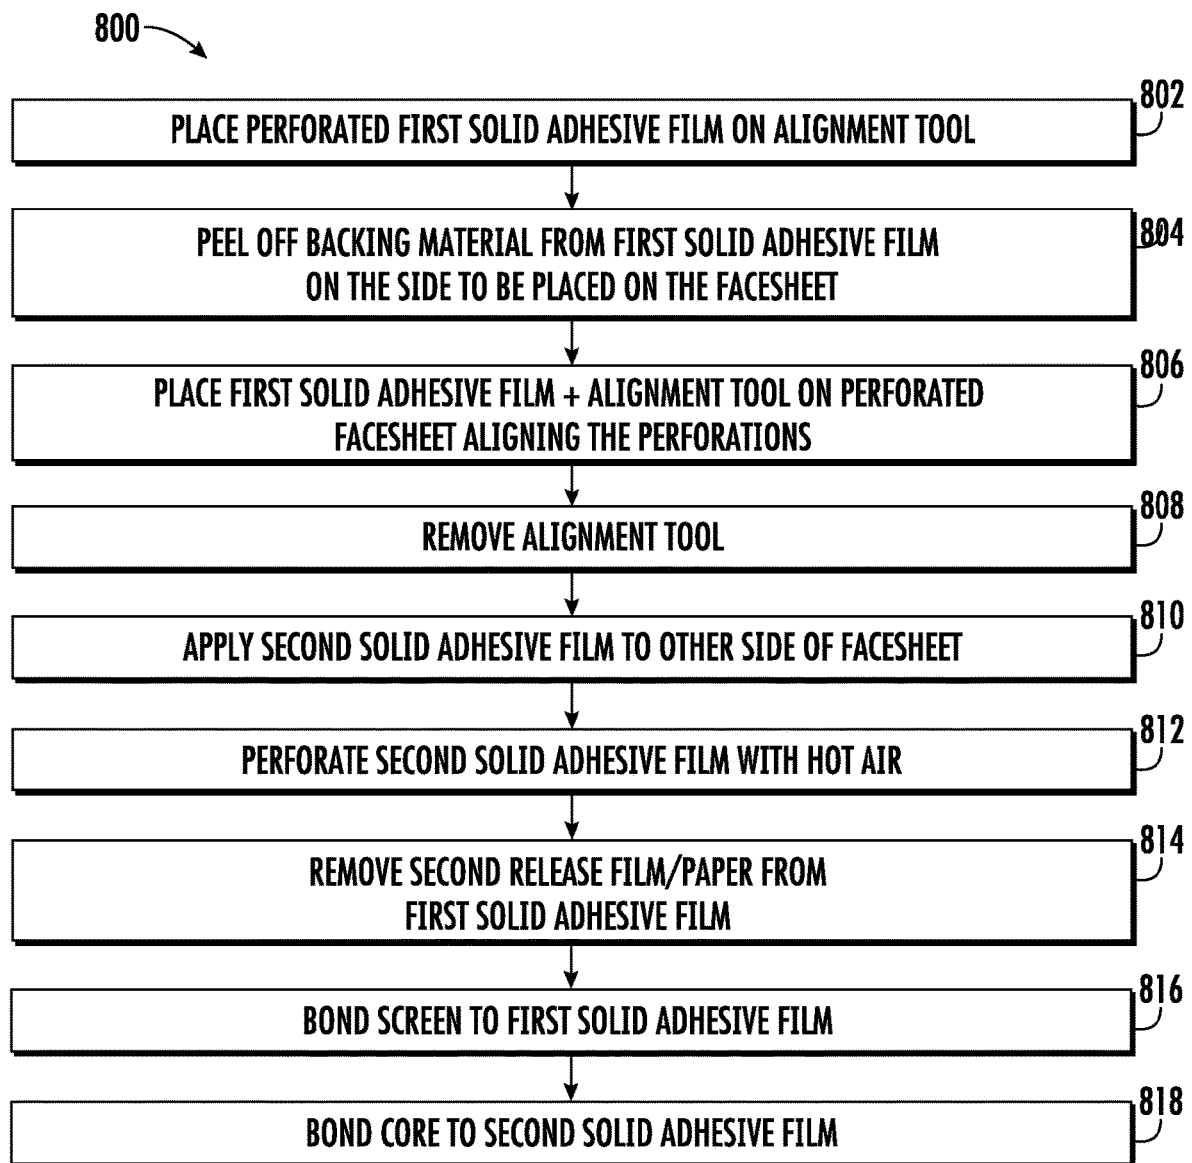 800
802
PLACE PERFORATED FIRST SOLID ADHESIVE FILM ON ALIGNMENT TOOL
804
PEEL OFF BACKING MATERIAL FROM FIRST SOLID ADHESIVE FILM
ON THE SIDE TO BE PLACED ON THE FACESHEET
806
PLACE FIRST SOLID ADHESIVE FILM + ALIGNMENT TOOL ON PERFORATED
FACESHEET ALIGNING THE PERFORATIONS
808
REMOVE ALIGNMENT TOOL
810
APPLY SECOND SOLID ADHESIVE FILM TO OTHER SIDE OF FACESHEET
812
PERFORATE SECOND SOLID ADHESIVE FILM WITH HOT AIR
814
REMOVE SECOND RELEASE FILM/PAPER FROM
FIRST SOLID ADHESIVE FILM
816
BOND SCREEN TO FIRST SOLID ADHESIVE FILM
818
BOND CORE TO SECOND SOLID ADHESIVE FILM